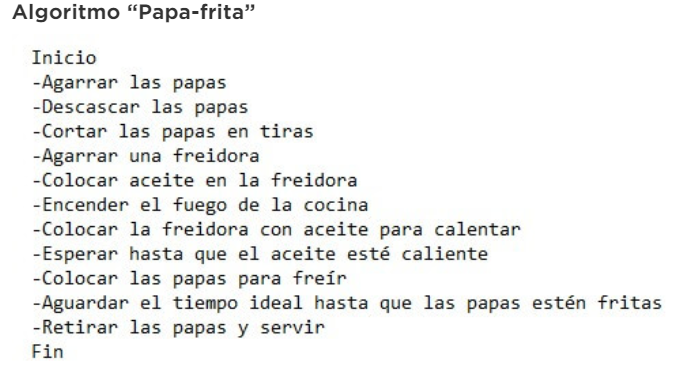 Algoritmo “Papa-frita”
Inicio
-Agarrar las papas
-Descascar las papas
-Cortar las papas en tiras
-Agarrar una freidora
-Colocar aceite en la freidora
-Encender el fuego de la cocina
-Colocar la freidora con aceite para calentar
-Esperar hasta que el aceite esté caliente
-Colocar las papas para freír
-Aguardar el tiempo ideal hasta que las papas estén fritas
-Retirar las papas y servir
Fin